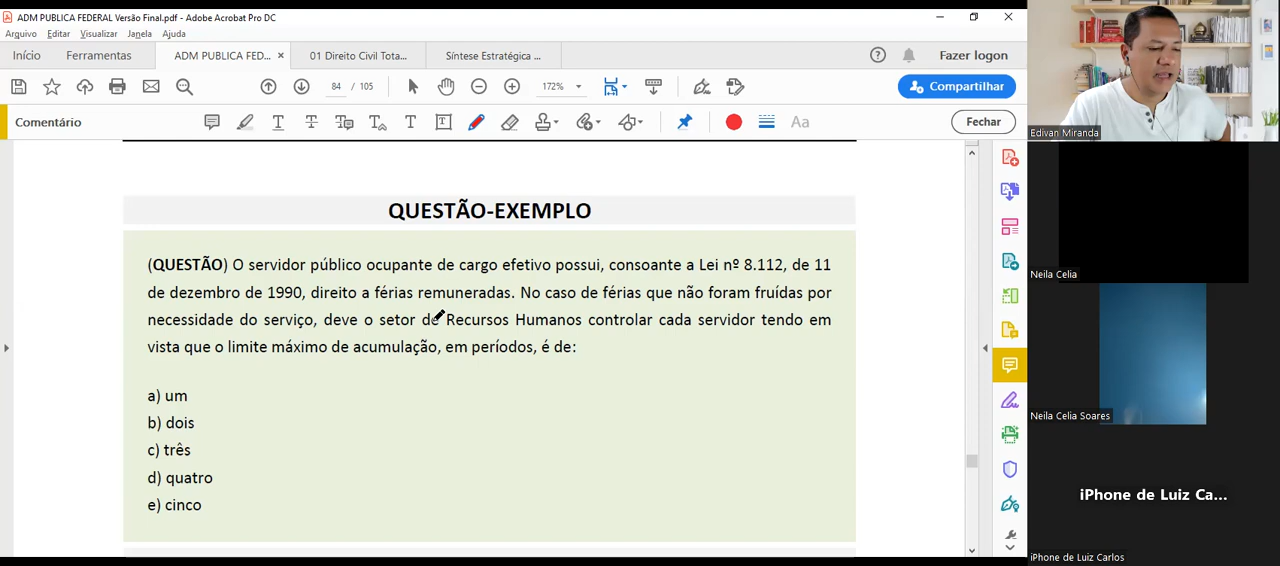 ADM PUBLICA FEDERAL Versão Final.pdf - Adobe Acrobat Pro DC
Arquivo Editar Visualizar Janela Ajuda
Início Ferramentas ADM PUBLICA FED... × 01 Direito Civil Tota... Síntese Estratégica ... Fazer logon
84 / 105 172% Compartilhar
Comentário Aa Fechar
QUESTÃO-EXEMPLO
(QUESTÃO) O servidor público ocupante de cargo efetivo possui, consoante a Lei nº 8.112, de 11
de dezembro de 1990, direito a férias remuneradas. No caso de férias que não foram fruídas por
necessidade do serviço, deve o setor de Recursos Humanos controlar cada servidor tendo em
vista que o limite máximo de acumulação, em períodos, é de:
a) um
b) dois
c) três
d) quatro
e) cinco
Edivan Miranda
Neila Celia
Neila Celia Soares
iPhone de Luiz Ca...
iPhone de Luiz Carlos